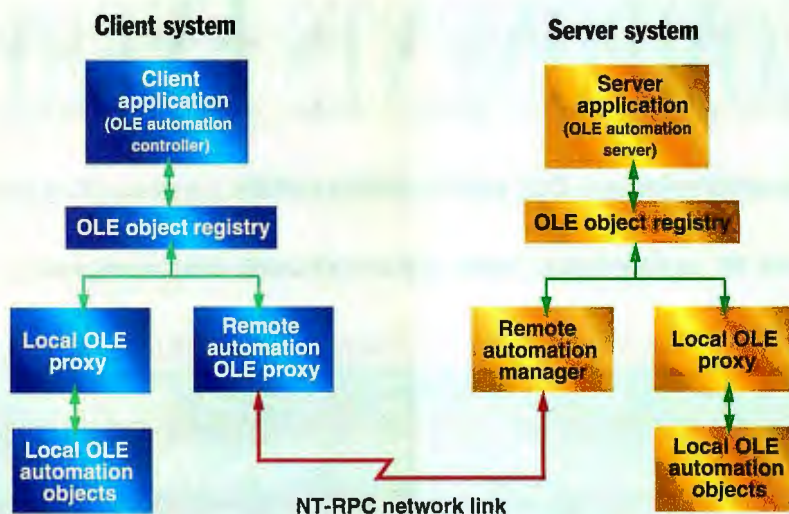 Client system
Client
application
(OLE automation
controller)
OLE object registry
Local OLE
proxy
Remote
automation
OLE proxy
Local OLE
automation
objects
Server system
Server
application
(OLE automation
server)
OLE object registry
Remote
automation
manager
Local OLE
proxy
Local OLE
automation
objects
NT-RPC network link